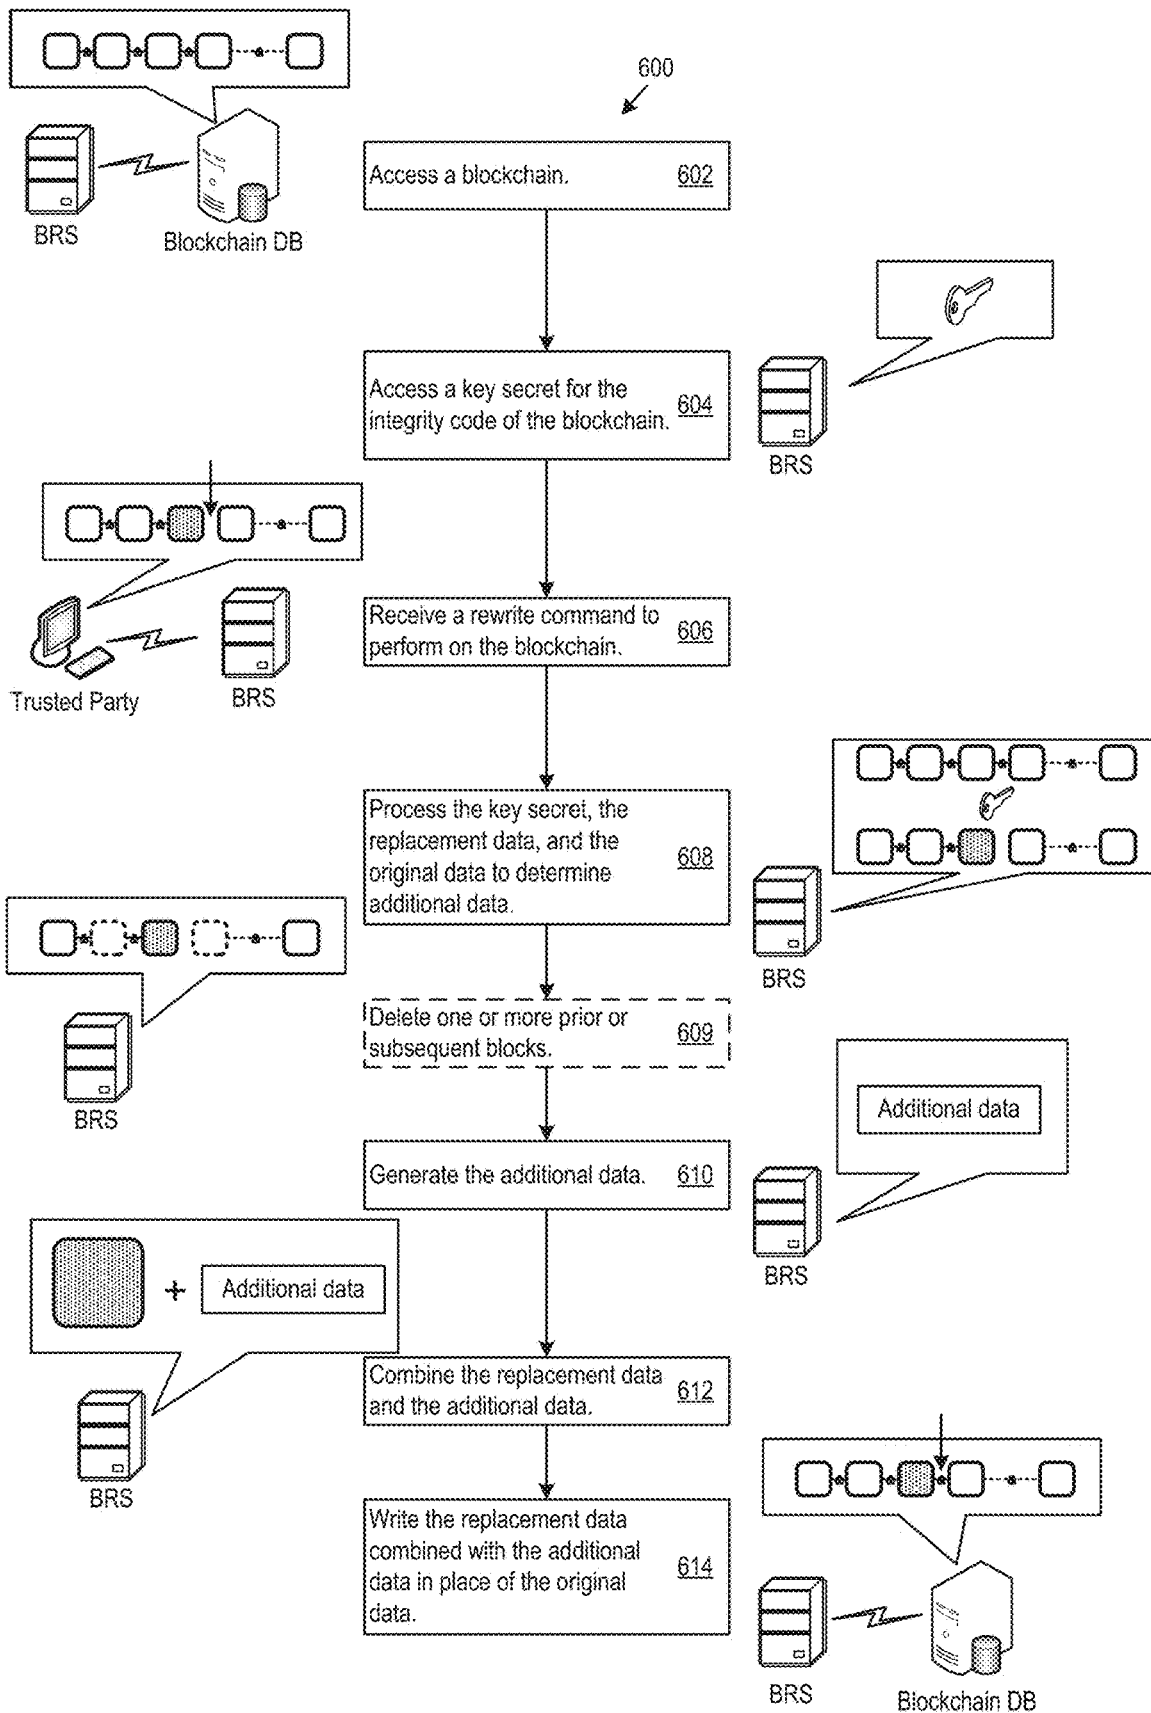 600
Access a blockchain. 602
BRS
Blockchain DB
Access a key secret for the
integrity code of the blockchain. 604
BRS
Receive a rewrite command to
perform on the blockchain. 606
Trusted Party
BRS
Process the key secret, the
replacement data, and the
original data to determine
additional data. 608
BRS
Delete one or more prior or
subsequent blocks. 609
BRS
Additional data
Generate the additional data. 610
BRS
Additional data
+
Combine the replacement data
and the additional data. 612
BRS
Write the replacement data
combined with the additional
data in place of the original
data. 614
BRS
Blockchain DB